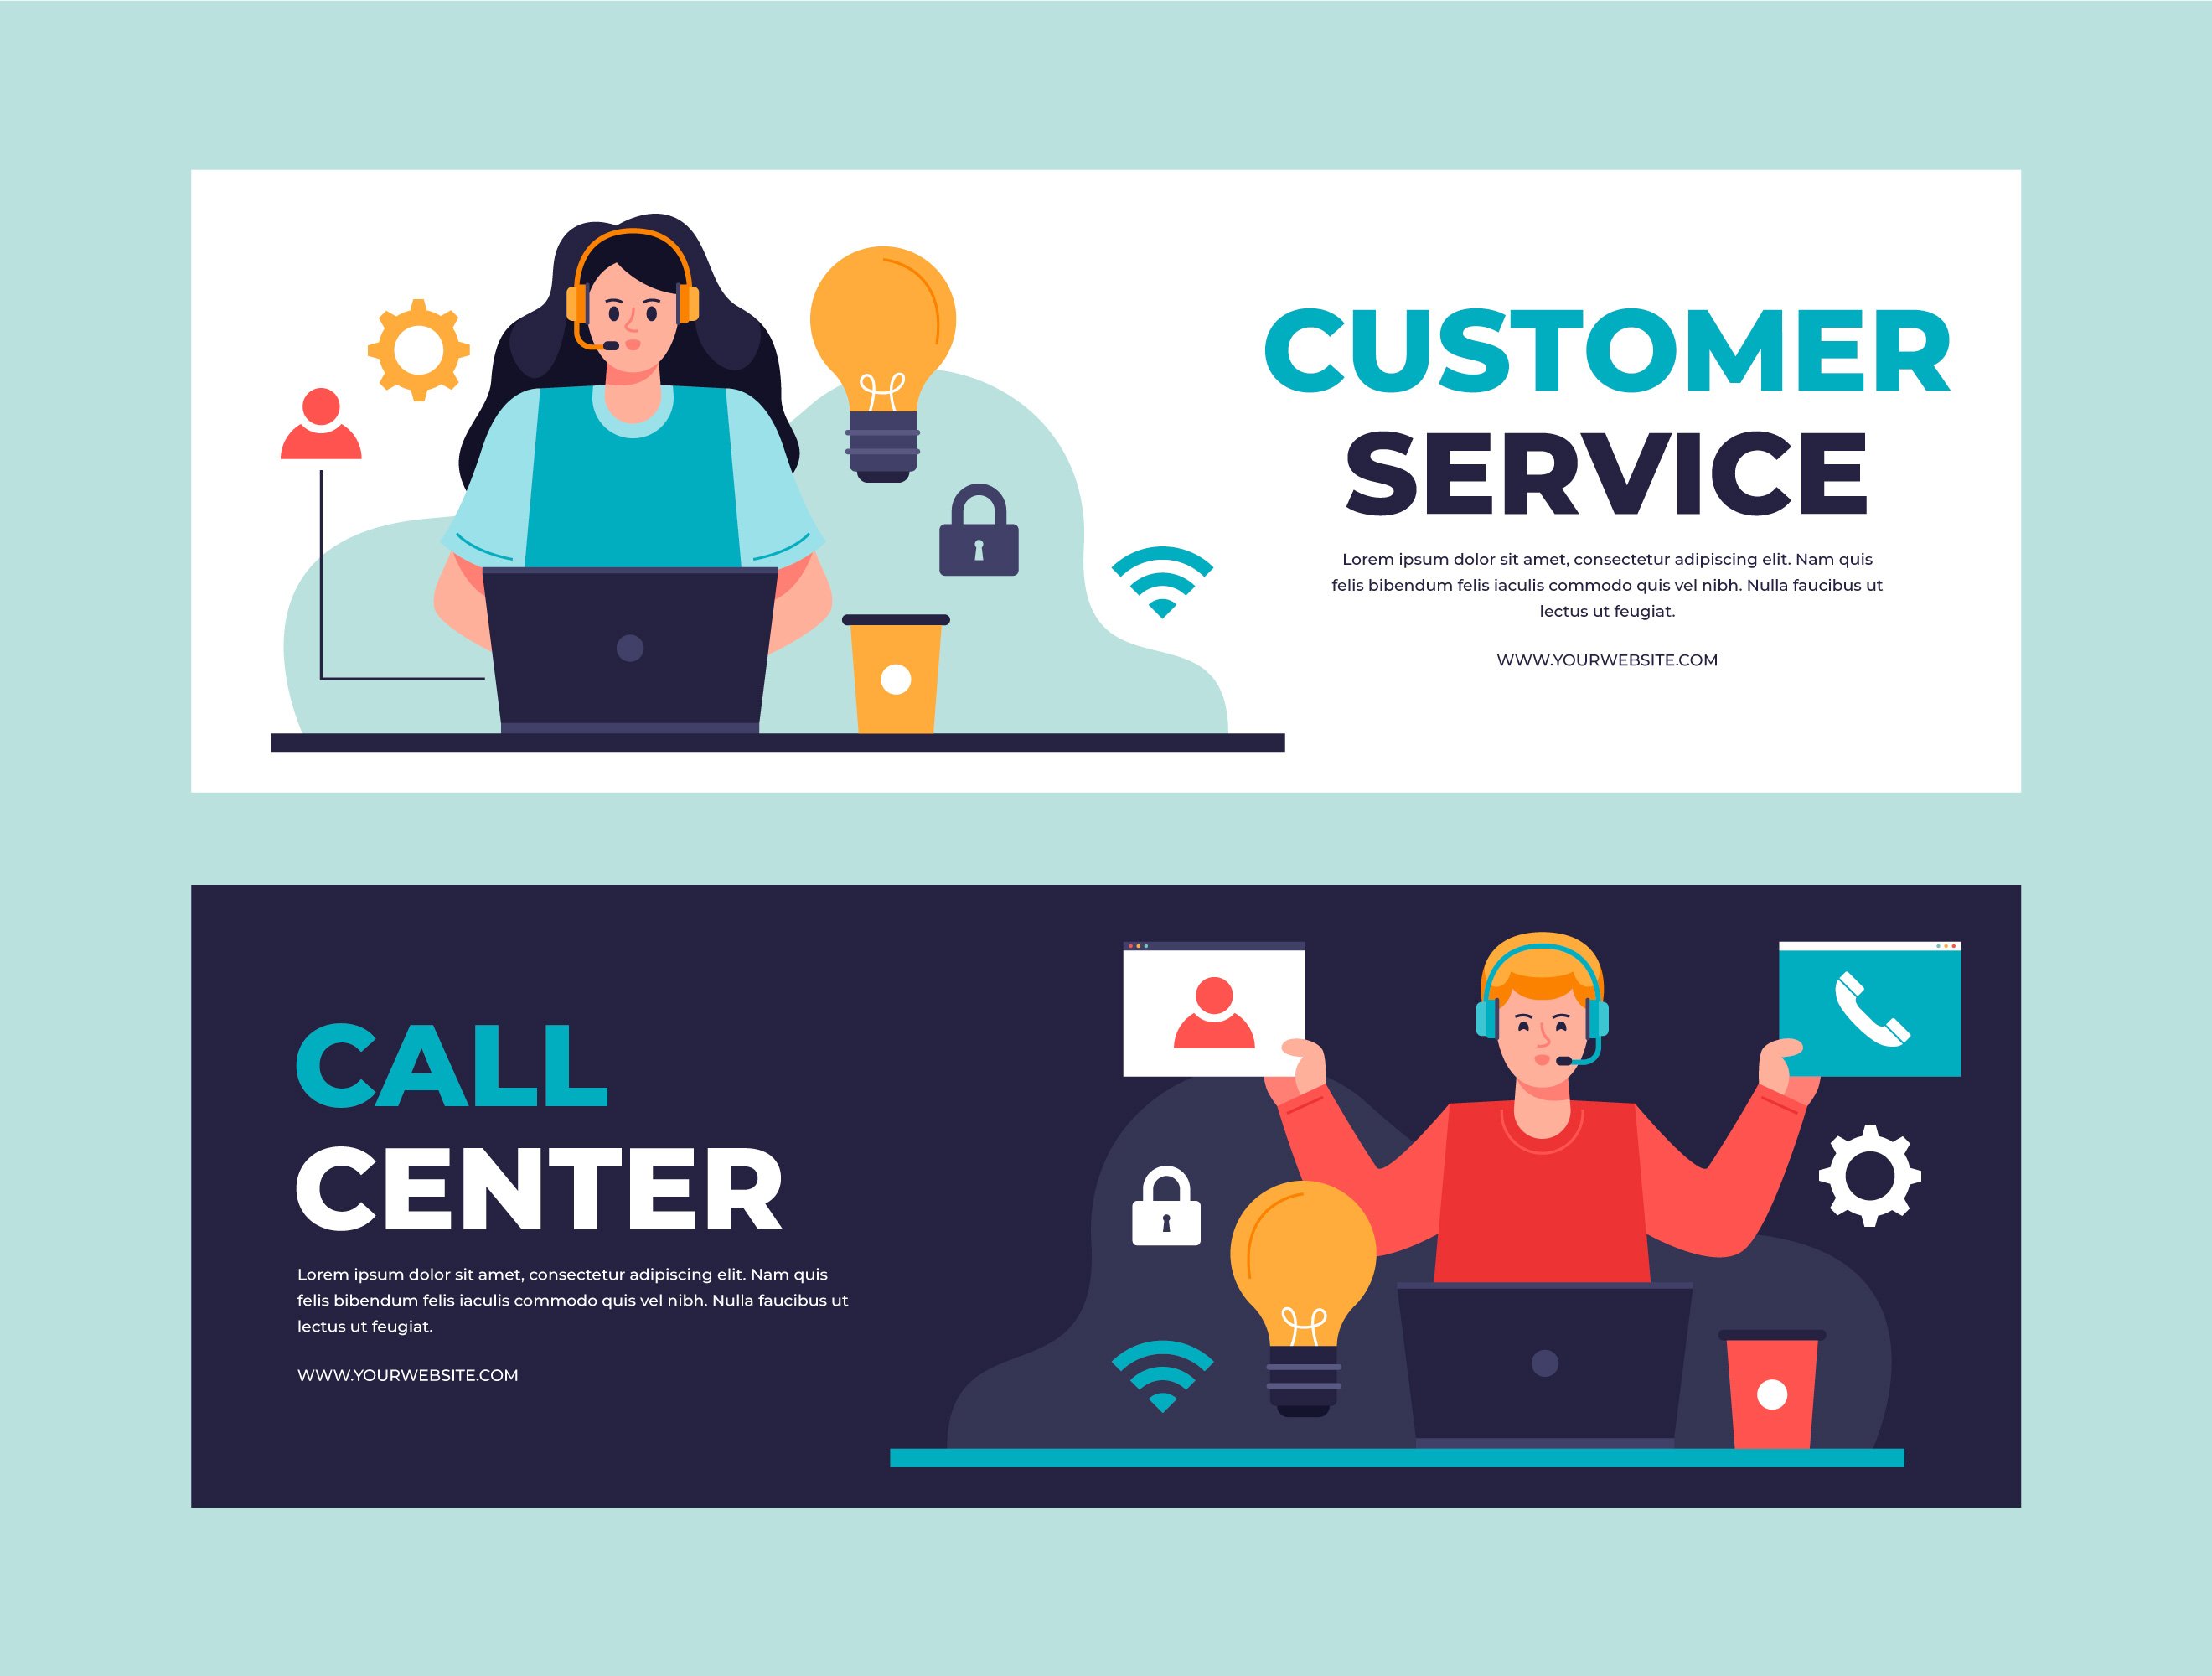 CUSTOMER
SERVICE
Lorem ipsum dolor sit amet, consectetur adipiscing elit. Nam quis
felis bibendum felis iaculis commodo quis vel nibh. Nulla faucibus ut
lectus ut feugiat.
WWW.YOURWEBSITE.COM
CALL
CENTER
Lorem ipsum dolor sit amet, consectetur adipiscing elit. Nam quis
felis bibendum felis iaculis commodo quis vel nibh. Nulla faucibus ut
lectus ut feugiat.
WWW.YOURWEBSITE.COM